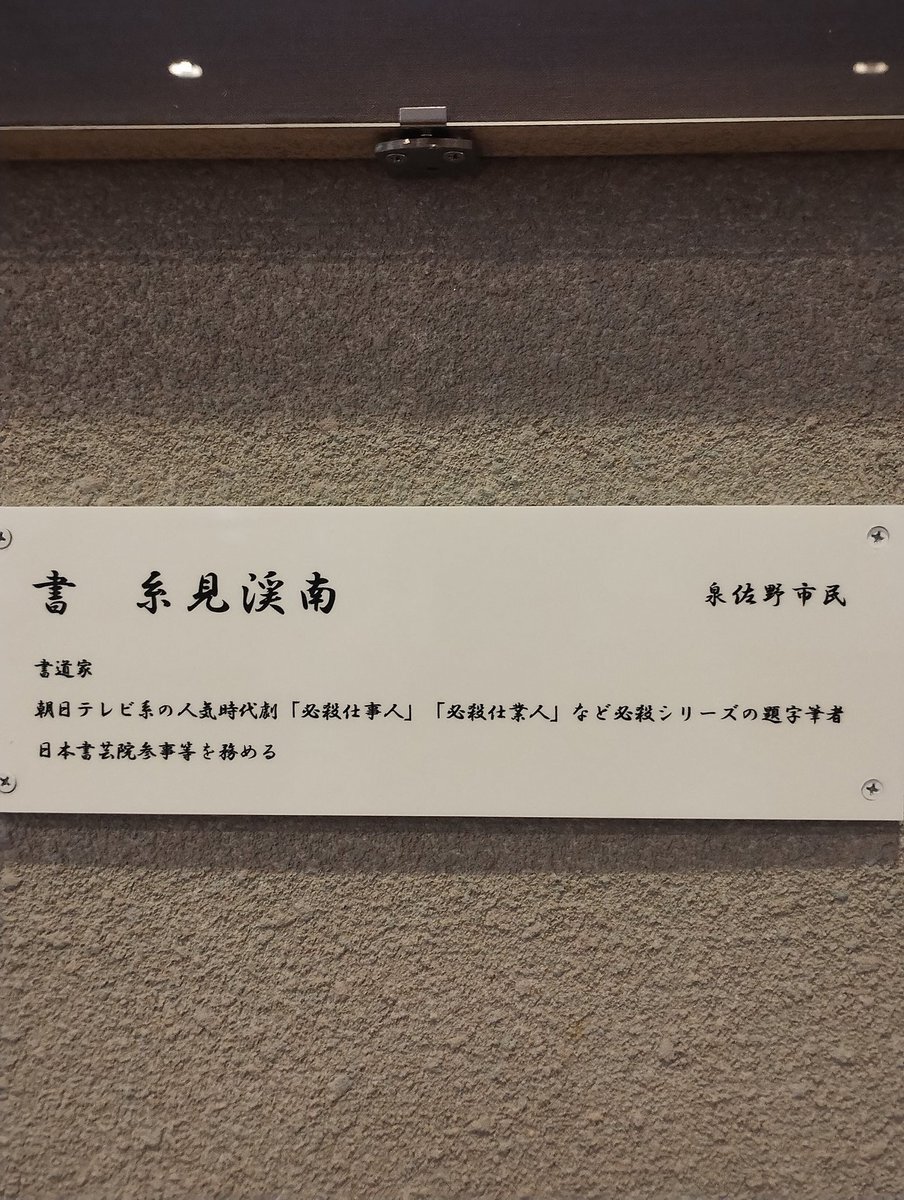 書　糸見渓南　泉佐野市民
書道家
朝日テレビ系の人気時代劇「必殺仕事人」「必殺仕業人」など必殺シリーズの題字筆者
日本書芸院参事等を務める